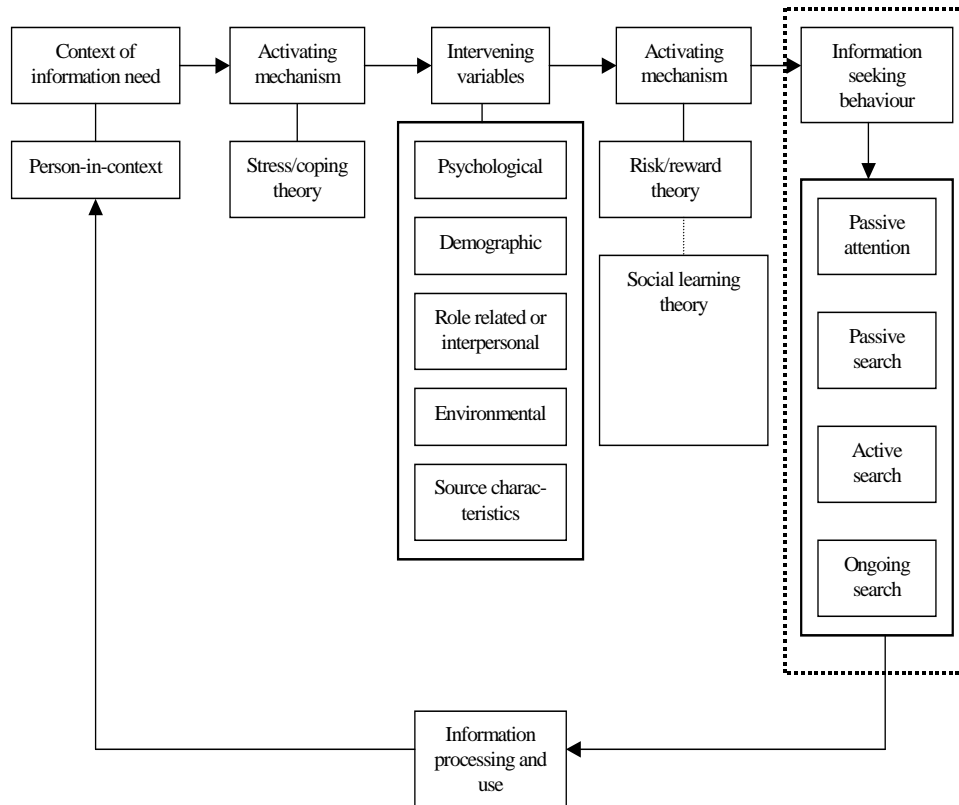 Context of
information need
Activating
mechanism
Intervening
variables
Activating
mechanism
Information
seeking
behaviour
Person-in-context
Stress/coping
theory
Psychological
Demographic
Role related or
interpersonal
Environmental
Source charac-
teristics
Risk/reward
theory
Social learning
theory
Passive
attention
Passive
search
Active
search
Ongoing
search
Information
processing and
use